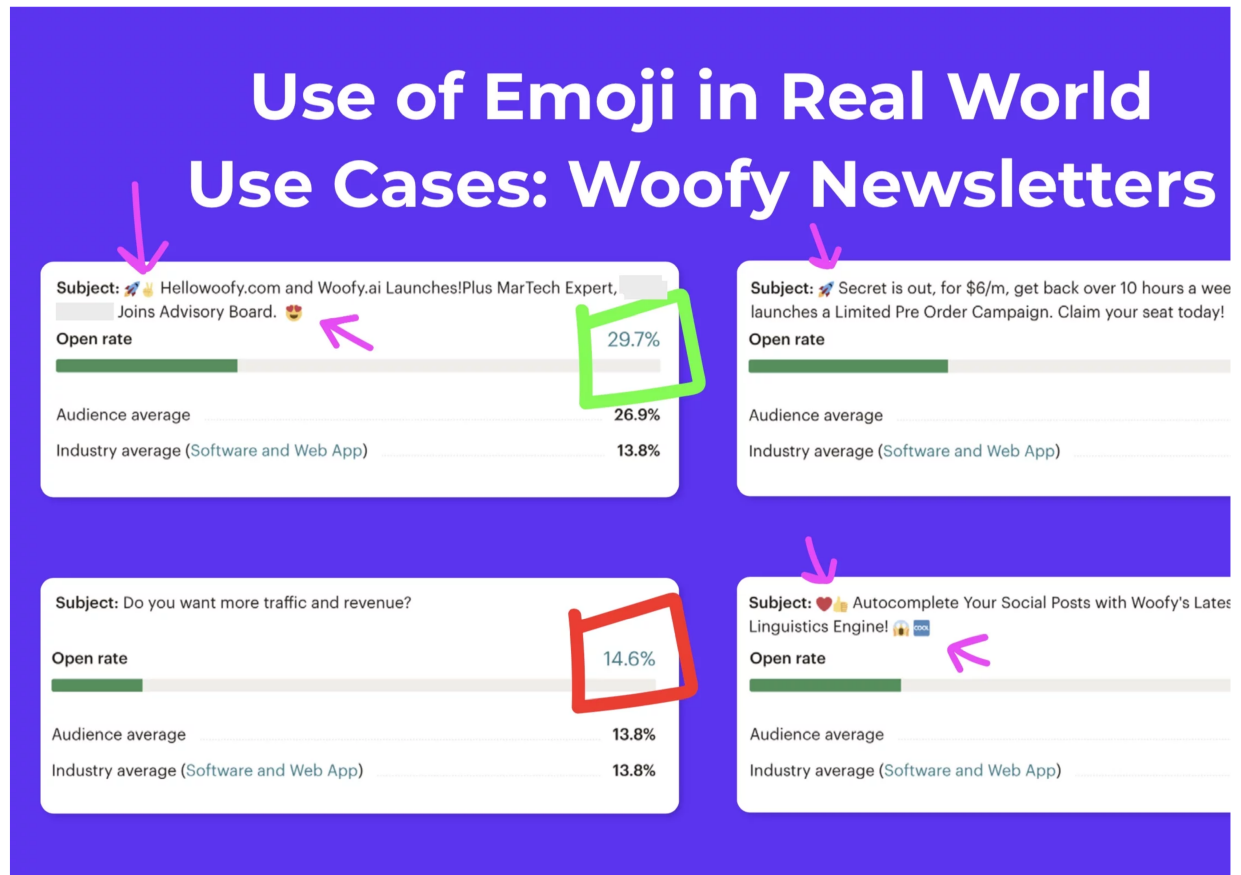 Use of Emoji in Real World
Use Cases: Woofy Newsletters
Subject: 🚀✌️ Hellowoofy.com and Woofy.ai Launches!Plus MarTech Expert,
Joins Advisory Board. 😍
Open rate
29.7%
Audience average
26.9%
Industry average (Software and Web App)
13.8%
Subject: 🚀 Secret is out, for $6/m, get back over 10 hours a wee
launches a Limited Pre Order Campaign. Claim your seat today!
Open rate
Audience average
Industry average (Software and Web App)
Subject: Do you want more traffic and revenue?
Open rate
14.6%
Audience average
13.8%
Industry average (Software and Web App)
13.8%
Subject: ❤️👍 Autocomplete Your Social Posts with Woofy's Lates
Linguistics Engine! 😱 🆒
Open rate
Audience average
Industry average (Software and Web App)